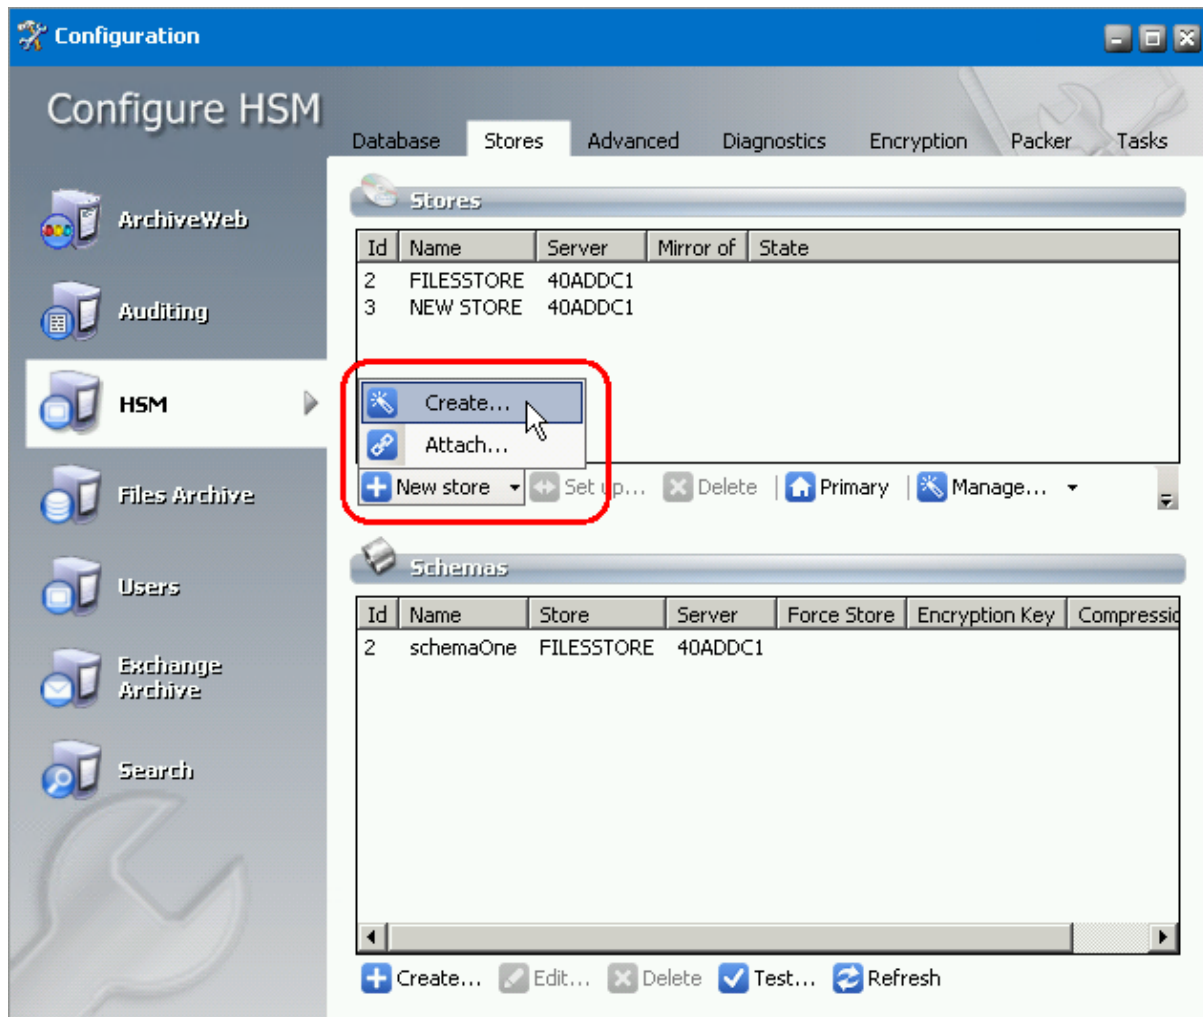 Configuration
Configure HSM
Database Stores Advanced Diagnostics Encryption Packer Tasks
ArchiveWeb
Auditing
HSM
Files Archive
Users
Exchange
Archive
Search
Stores
Id Name Server Mirror of State
2 FILESSTORE 40ADDC1
3 NEW STORE 40ADDC1
Create...
Attach...
New store Set up... Delete Primary Manage...
Schemas
Id Name Store Server Force Store Encryption Key Compressio
2 schemaOne FILESSTORE 40ADDC1
Create... Edit... Delete Test... Refresh